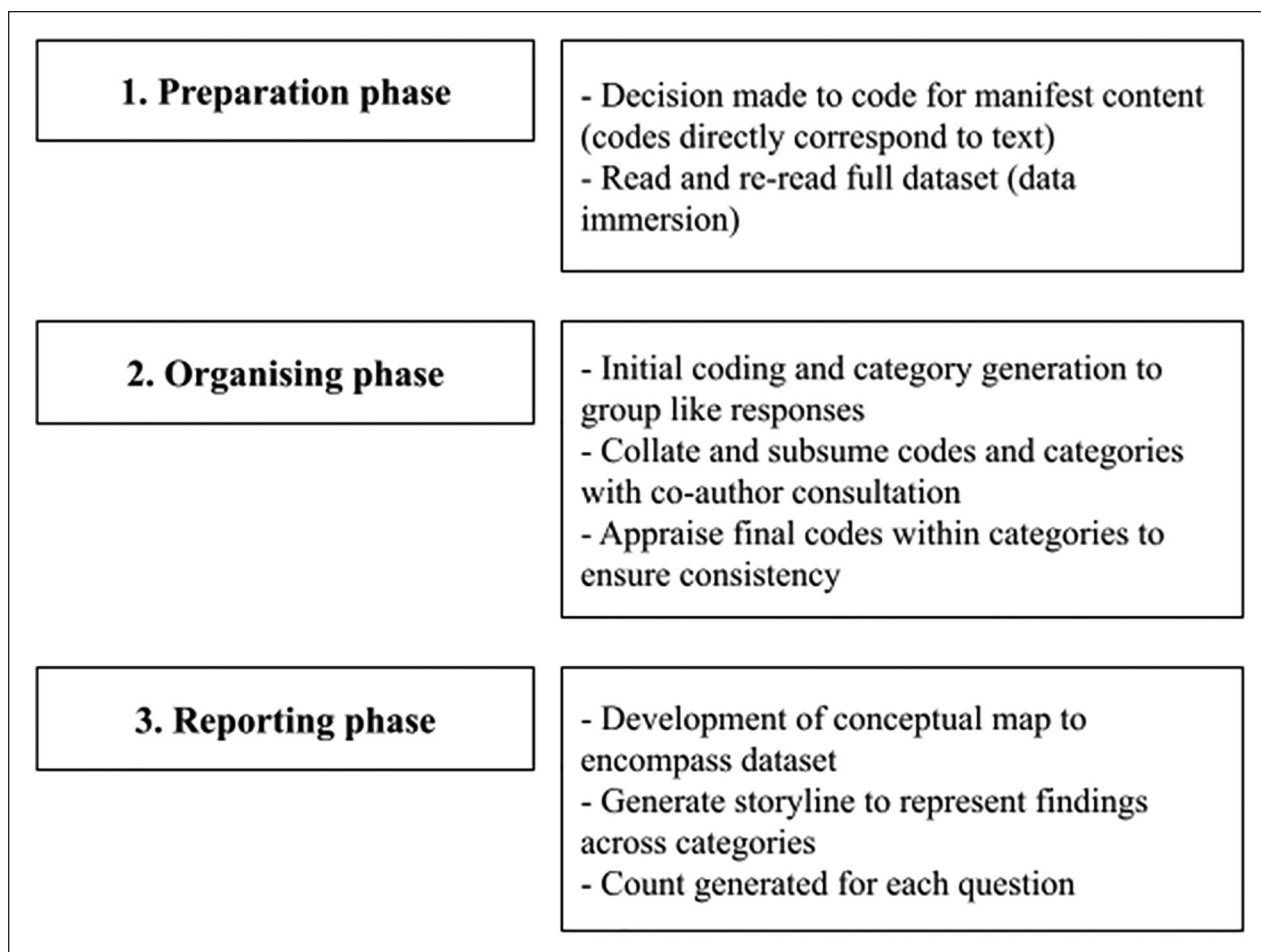 1. Preparation phase
- Decision made to code for manifest content
(codes directly correspond to text)
- Read and re-read full dataset (data
immersion)
2. Organising phase
- Initial coding and category generation to
group like responses
- Collate and subsume codes and categories
with co-author consultation
- Appraise final codes within categories to
ensure consistency
3. Reporting phase
- Development of conceptual map to
encompass dataset
- Generate storyline to represent findings
across categories
- Count generated for each question